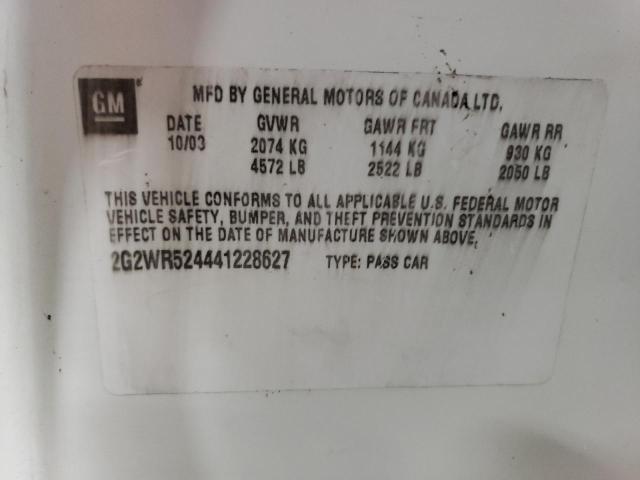 GM
MFD BY GENERAL MOTORS OF CANADA LTD.
DATE GVWR GAWR FRT GAWR RR
10/03 2074 KG 1144 KG 930 KG
4572 LB 2522 LB 2050 LB
THIS VEHICLE CONFORMS TO ALL APPLICABLE U.S. FEDERAL MOTOR
VEHICLE SAFETY, BUMPER, AND THEFT PREVENTION STANDARDS IN
EFFECT ON THE DATE OF MANUFACTURE SHOWN ABOVE.
2G2WR524441228627 TYPE: PASS CAR